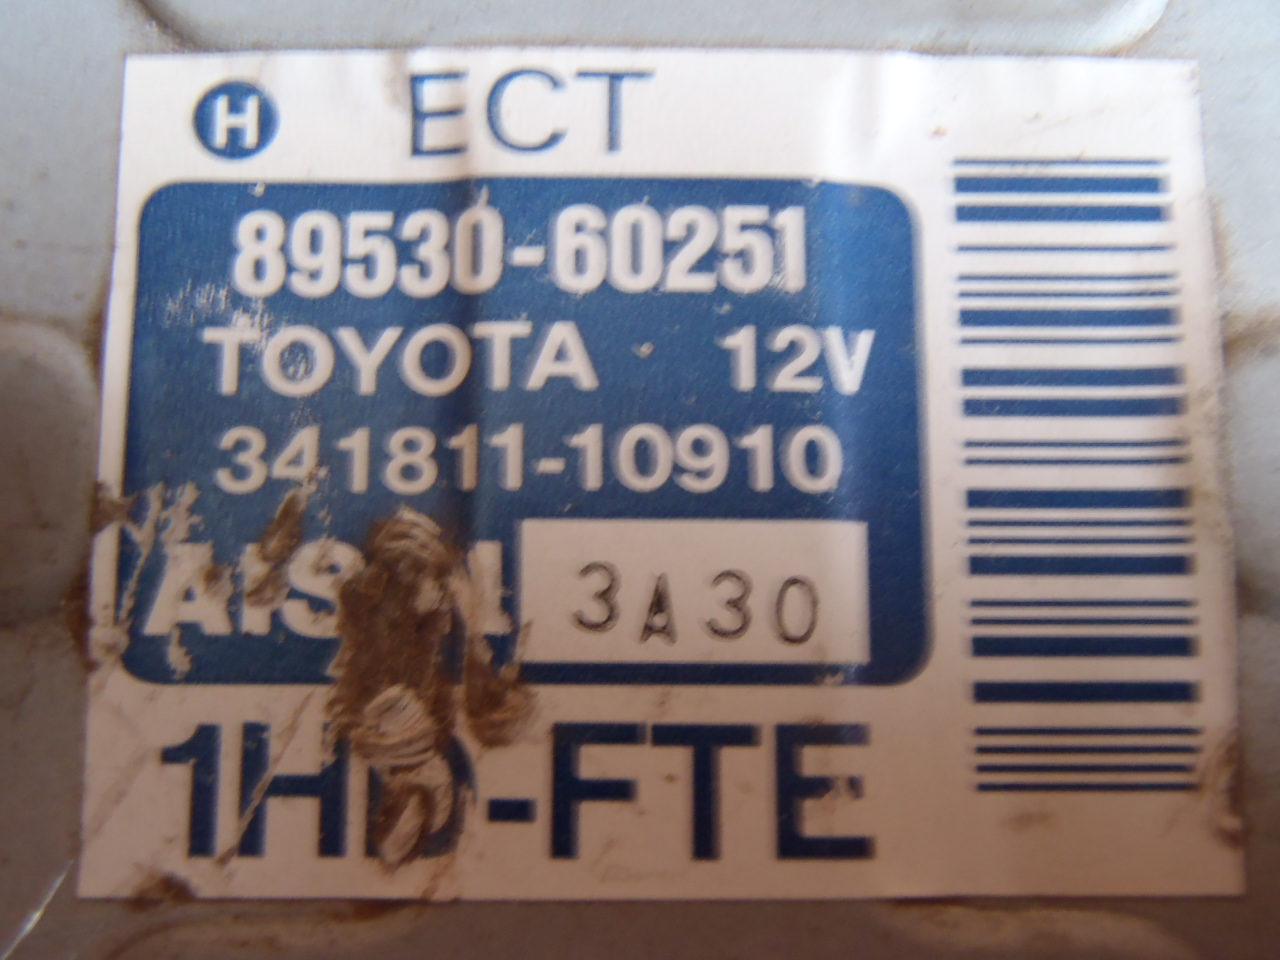 H ECT
89530-60251
TOYOTA 12V
341811-10910
3A30
1HD-FTE